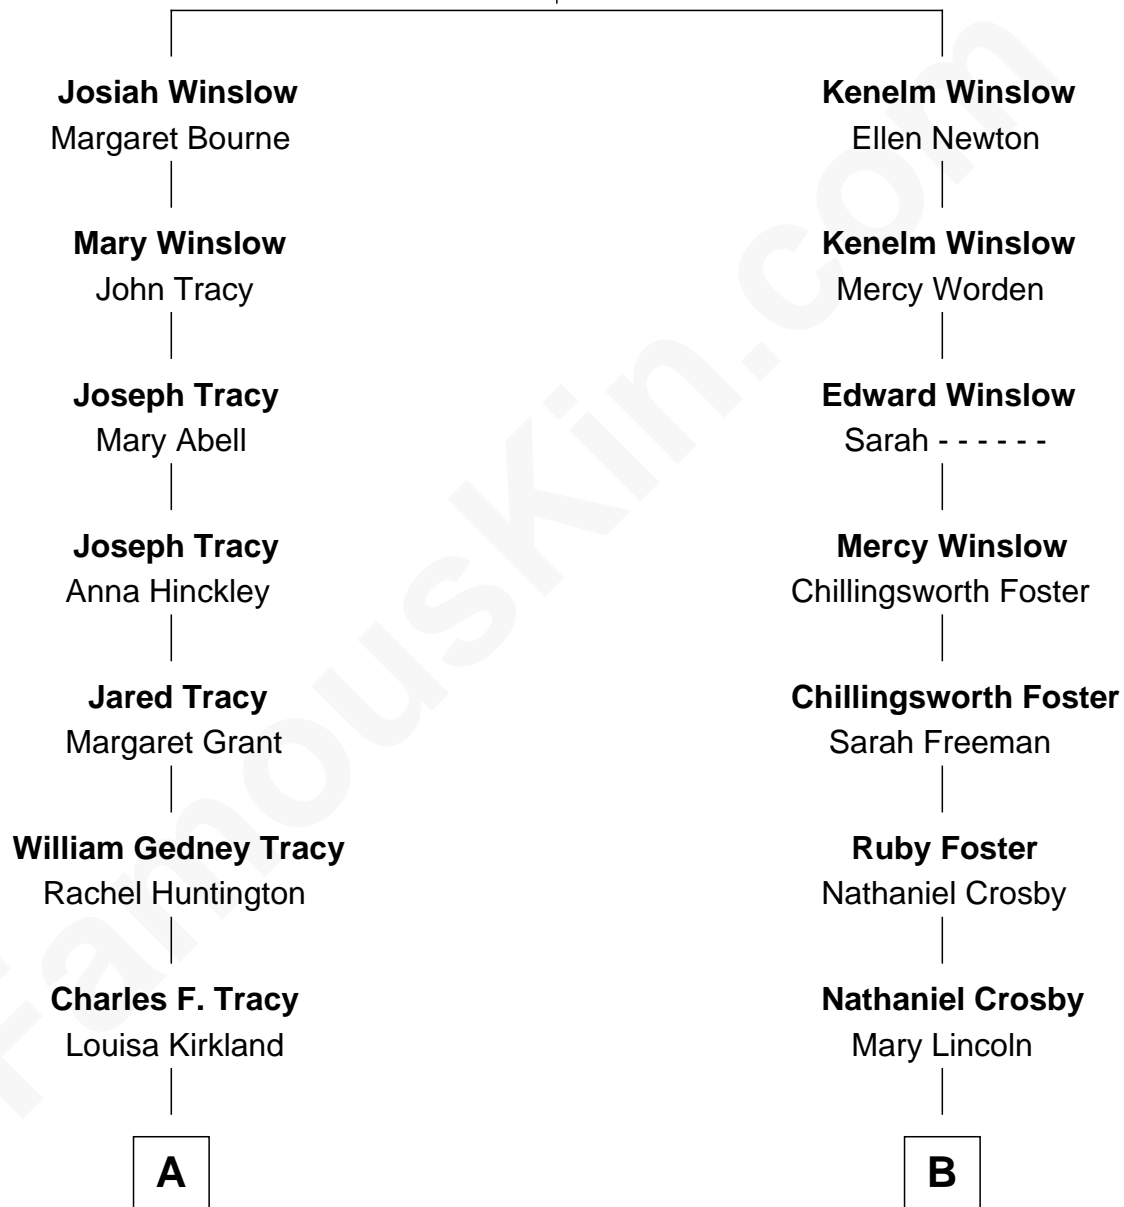 Josiah Winslow
Margaret Bourne
Kenelm Winslow
Ellen Newton
Mary Winslow
John Tracy
Kenelm Winslow
Mercy Worden
Joseph Tracy
Mary Abell
Edward Winslow
Sarah - - - - - -
Joseph Tracy
Anna Hinckley
Mercy Winslow
Chillingsworth Foster
Jared Tracy
Margaret Grant
Chillingsworth Foster
Sarah Freeman
William Gedney Tracy
Rachel Huntington
Ruby Foster
Nathaniel Crosby
Charles F. Tracy
Louisa Kirkland
Nathaniel Crosby
Mary Lincoln
A
B
FamousKin.com